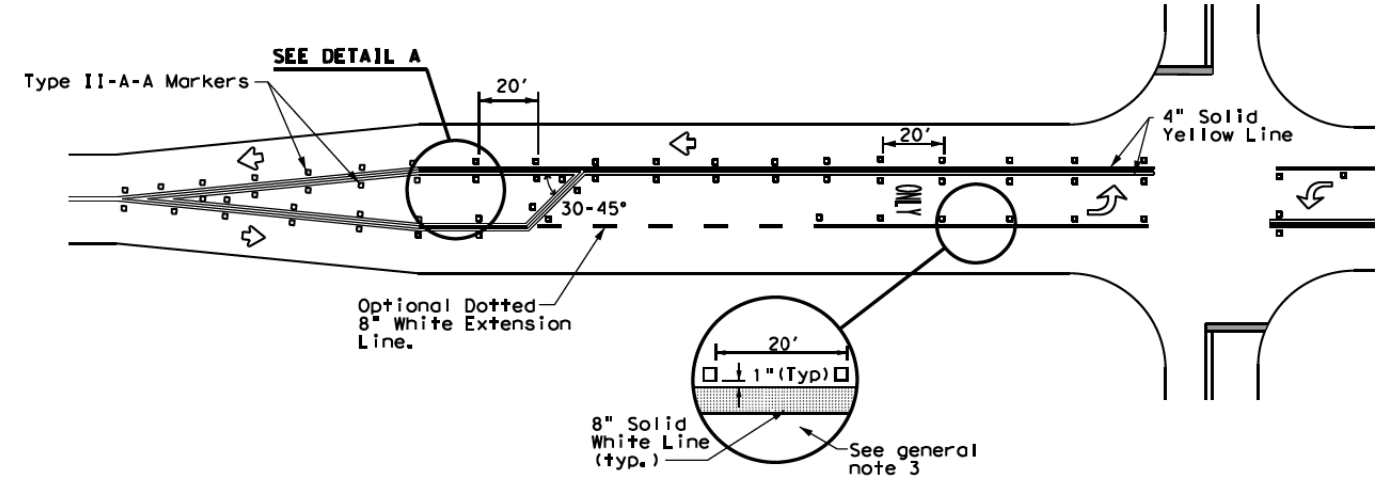 SEE DETAIL A
Type II-A-A Markers
20'
20'
4" Solid
Yellow Line
ONLY
30-45°
Optional Dotted
8" White Extension
Line.
20'
1"(Typ)
8" Solid
White Line
(typ.)
See general
note 3